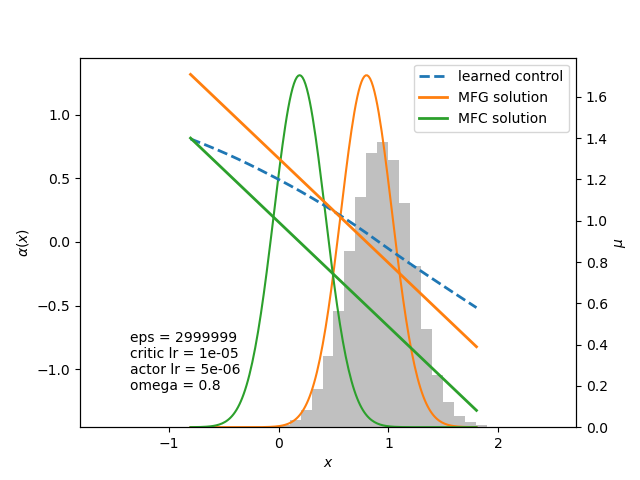 learned control
MFG solution
MFC solution
1.0
0.5
0.0
−0.5
−1.0
α(x)
1.6
1.4
1.2
1.0
0.8
0.6
0.4
0.2
0.0
μ
eps = 2999999
critic lr = 1e-05
actor lr = 5e-06
omega = 0.8
−1
0
1
2
x